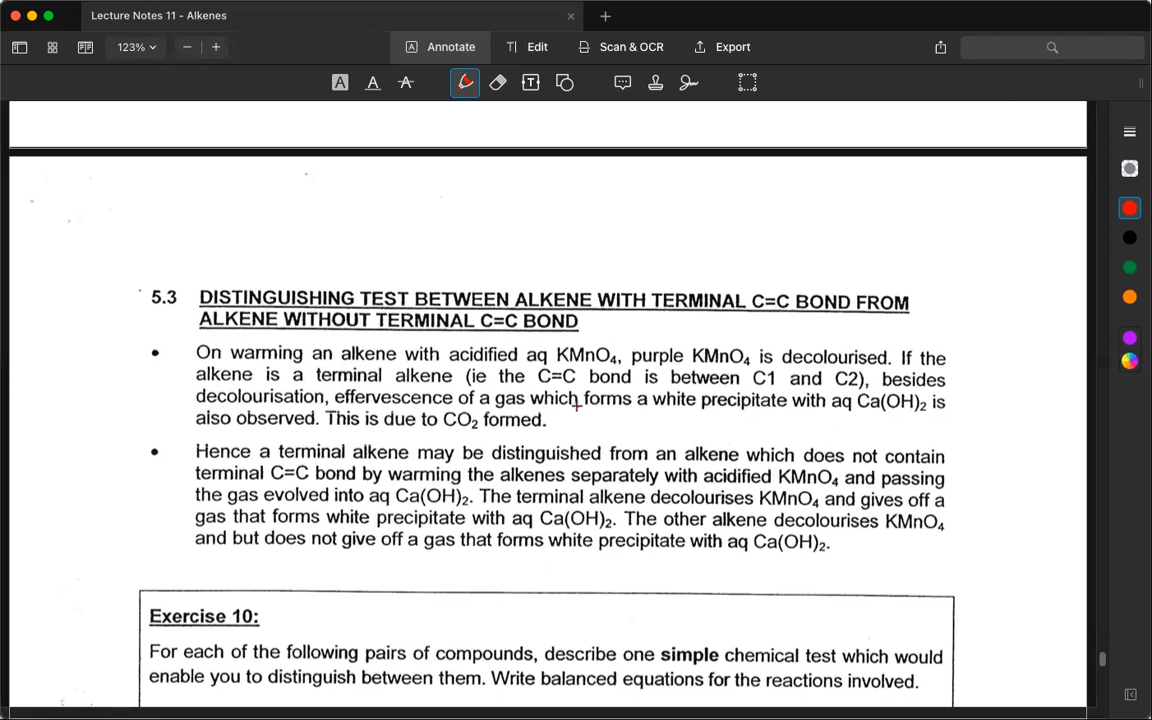 Lecture Notes 11 - Alkenes
123%
Annotate
Edit
Scan & OCR
Export
5.3 DISTINGUISHING TEST BETWEEN ALKENE WITH TERMINAL C=C BOND FROM
ALKENE WITHOUT TERMINAL C=C BOND
• On warming an alkene with acidified aq KMnO₄, purple KMnO₄ is decolourised. If the
alkene is a terminal alkene (ie the C=C bond is between C1 and C2), besides
decolourisation, effervescence of a gas which forms a white precipitate with aq Ca(OH)₂ is
also observed. This is due to CO₂ formed.
• Hence a terminal alkene may be distinguished from an alkene which does not contain
terminal C=C bond by warming the alkenes separately with acidified KMnO₄ and passing
the gas evolved into aq Ca(OH)₂. The terminal alkene decolourises KMnO₄ and gives off a
gas that forms white precipitate with aq Ca(OH)₂. The other alkene decolourises KMnO₄
and but does not give off a gas that forms white precipitate with aq Ca(OH)₂.
Exercise 10:
For each of the following pairs of compounds, describe one simple chemical test which would
enable you to distinguish between them. Write balanced equations for the reactions involved.